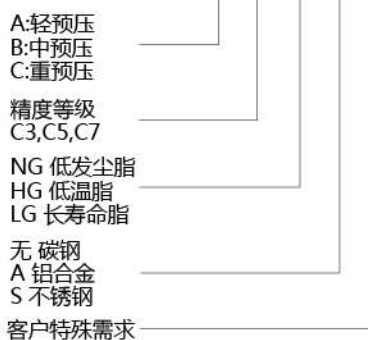 A:轻预压
B:中预压
C:重预压
精度等级
C3,C5,C7
NG 低发尘脂
HG 低温脂
LG 长寿命脂
无 碳钢
A 铝合金
S 不锈钢
客户特殊需求